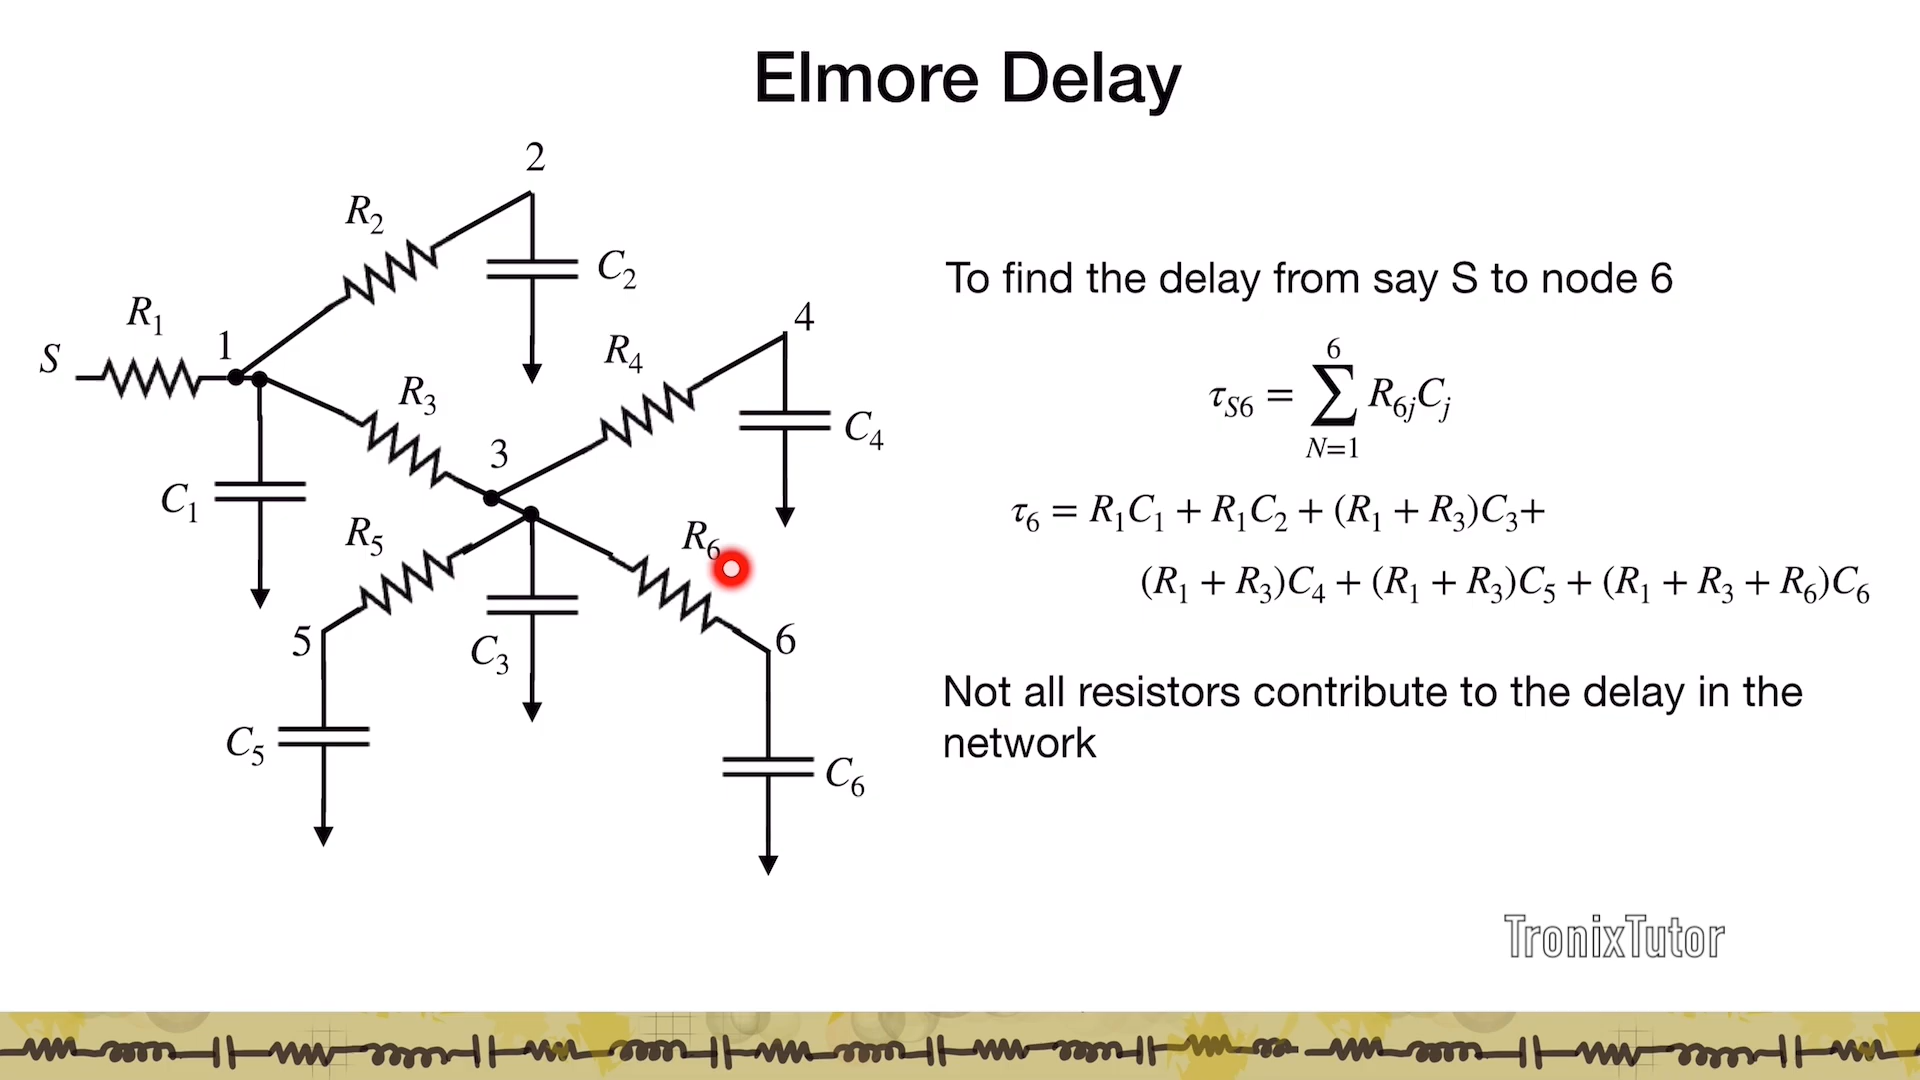 Elmore Delay
2
R₂
C₂
R₁
1
S
4
R₄
R₃
C₄
3
C₁
R₅
R₆
5
C₃
6
C₅
C₆
To find the delay from say S to node 6
6
τ_S6 = ∑ R_6jC_j
N=1
τ₆ = R₁C₁ + R₁C₂ + (R₁ + R₃)C₃+
(R₁ + R₃)C₄ + (R₁ + R₃)C₅ + (R₁ + R₃ + R₆)C₆
Not all resistors contribute to the delay in the
network
TronixTutor